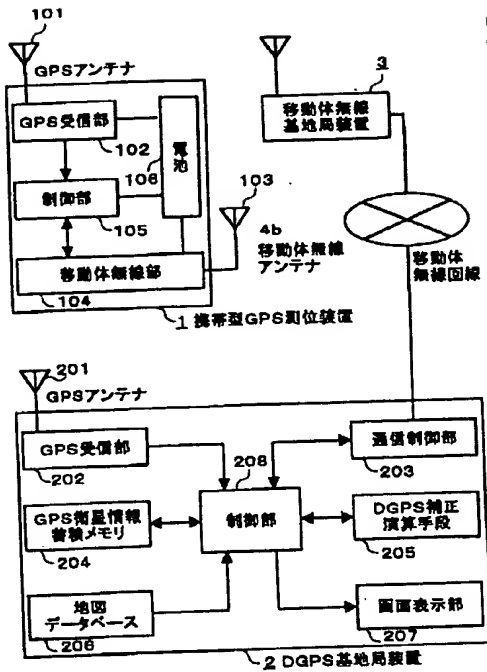 101
GPSアンテナ
GPS受信部
102
電池
106
制御部
105
103
4b
移動体無線
アンテナ
移動体無線部
104
1 携帯型GPS測位装置
3
移動体無線
基地局装置
移動体
無線回線
201
GPSアンテナ
GPS受信部
202
通信制御部
203
208
制御部
GPS衛星情報
蓄積メモリ
204
DGPS補正
演算手段
205
地図
データベース
206
画面表示部
207
2 DGPS基地局装置